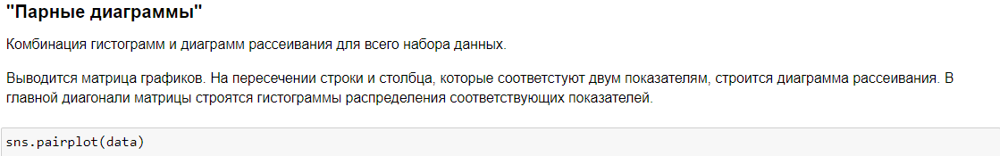 "Парные диаграммы"
Комбинация гистограмм и диаграмм рассеивания для всего набора данных.
Выводится матрица графиков. На пересечении строки и столбца, которые соответстуют двум показателям, строится диаграмма рассеивания. В
главной диагонали матрицы строятся гистограммы распределения соответствующих показателей.
sns.pairplot(data)